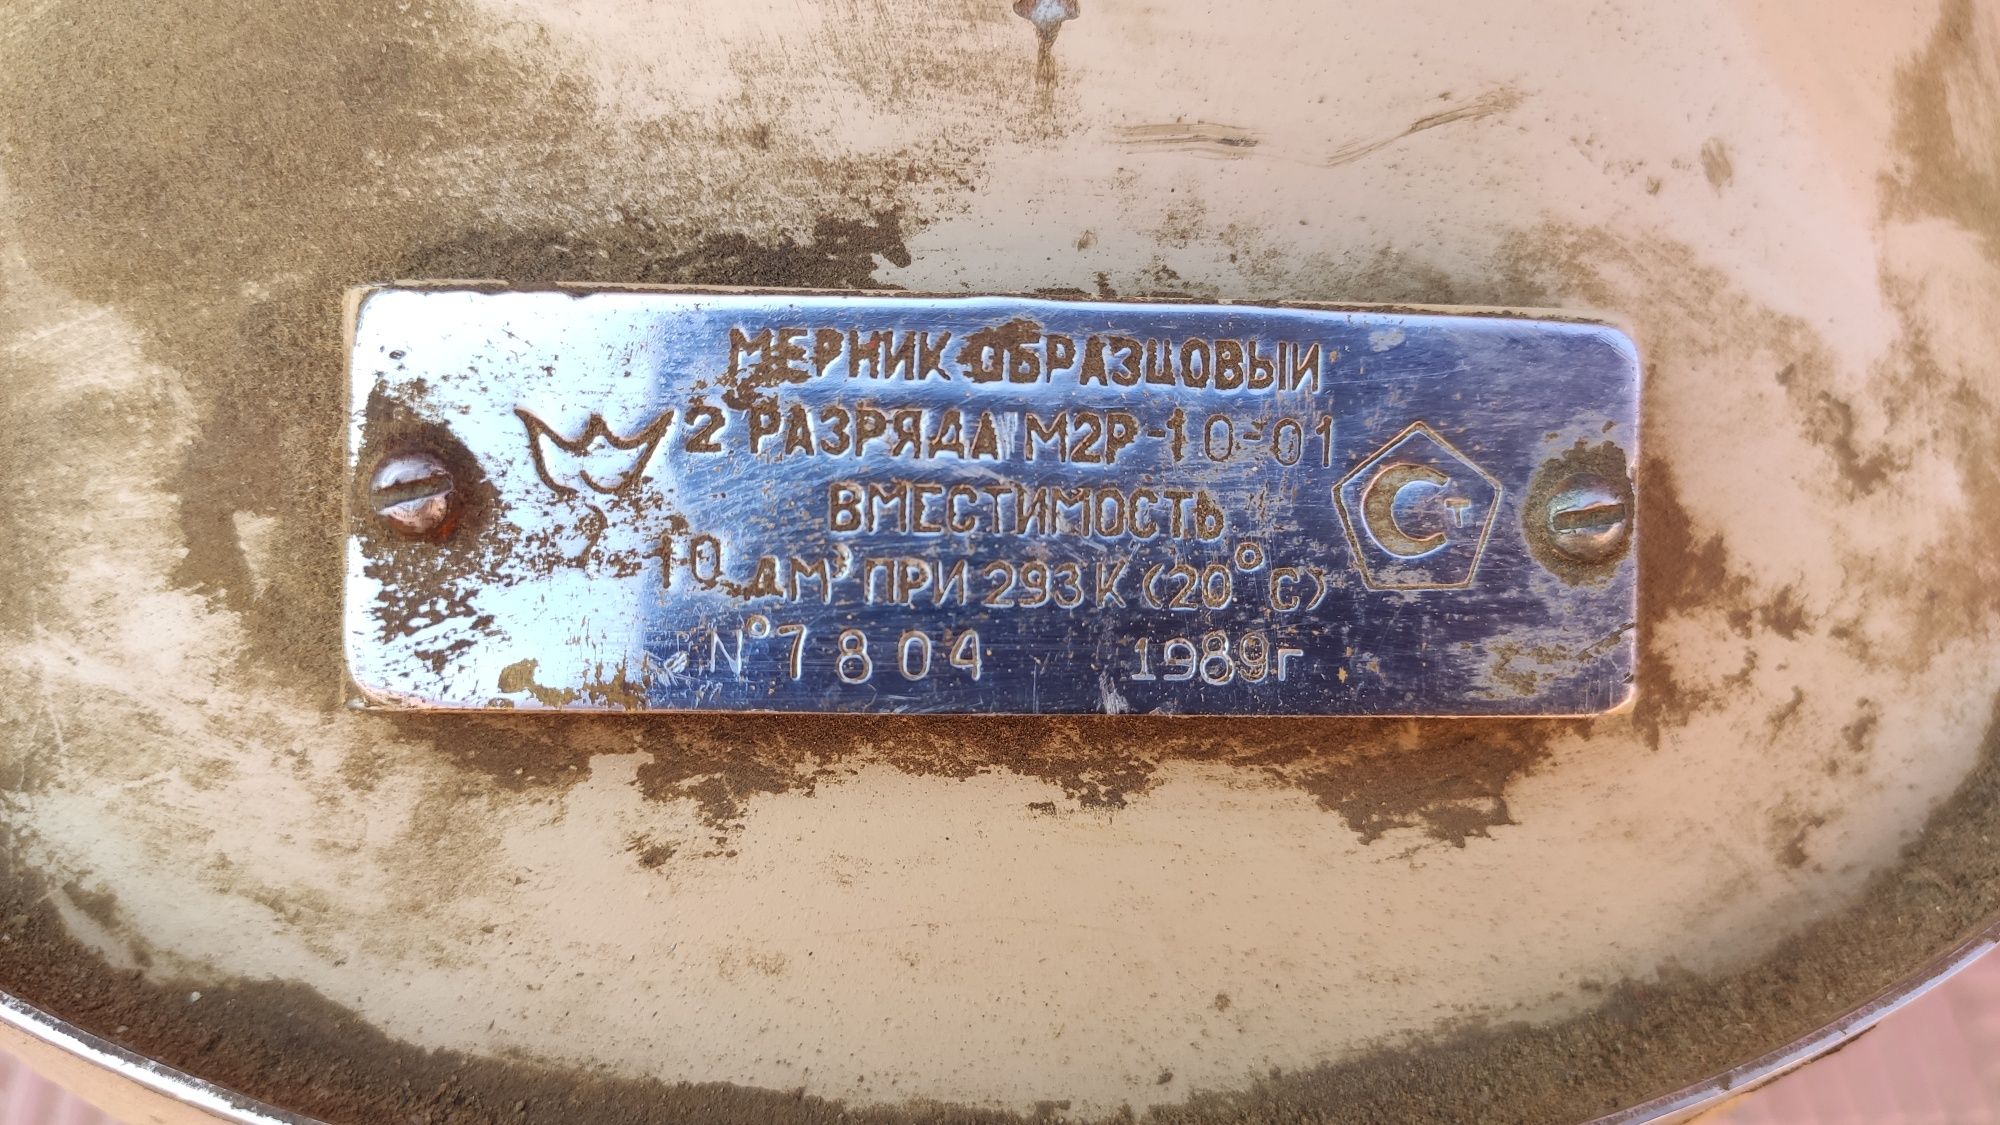 МЕРНИК ОБРАЗЦОВЫЙ
2 РАЗРЯДА М2Р-10-01
ВМЕСТИМОСТЬ
10 дм³ ПРИ 293 К (20°С)
N°7804 1989г
Ст